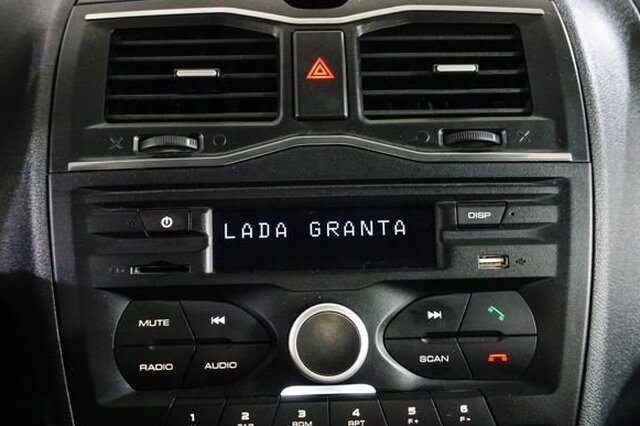 DISP
LADA GRANTA
MUTE
RADIO AUDIO
SCAN
1 2 3 4 5 6
RDM RPT F+ F-